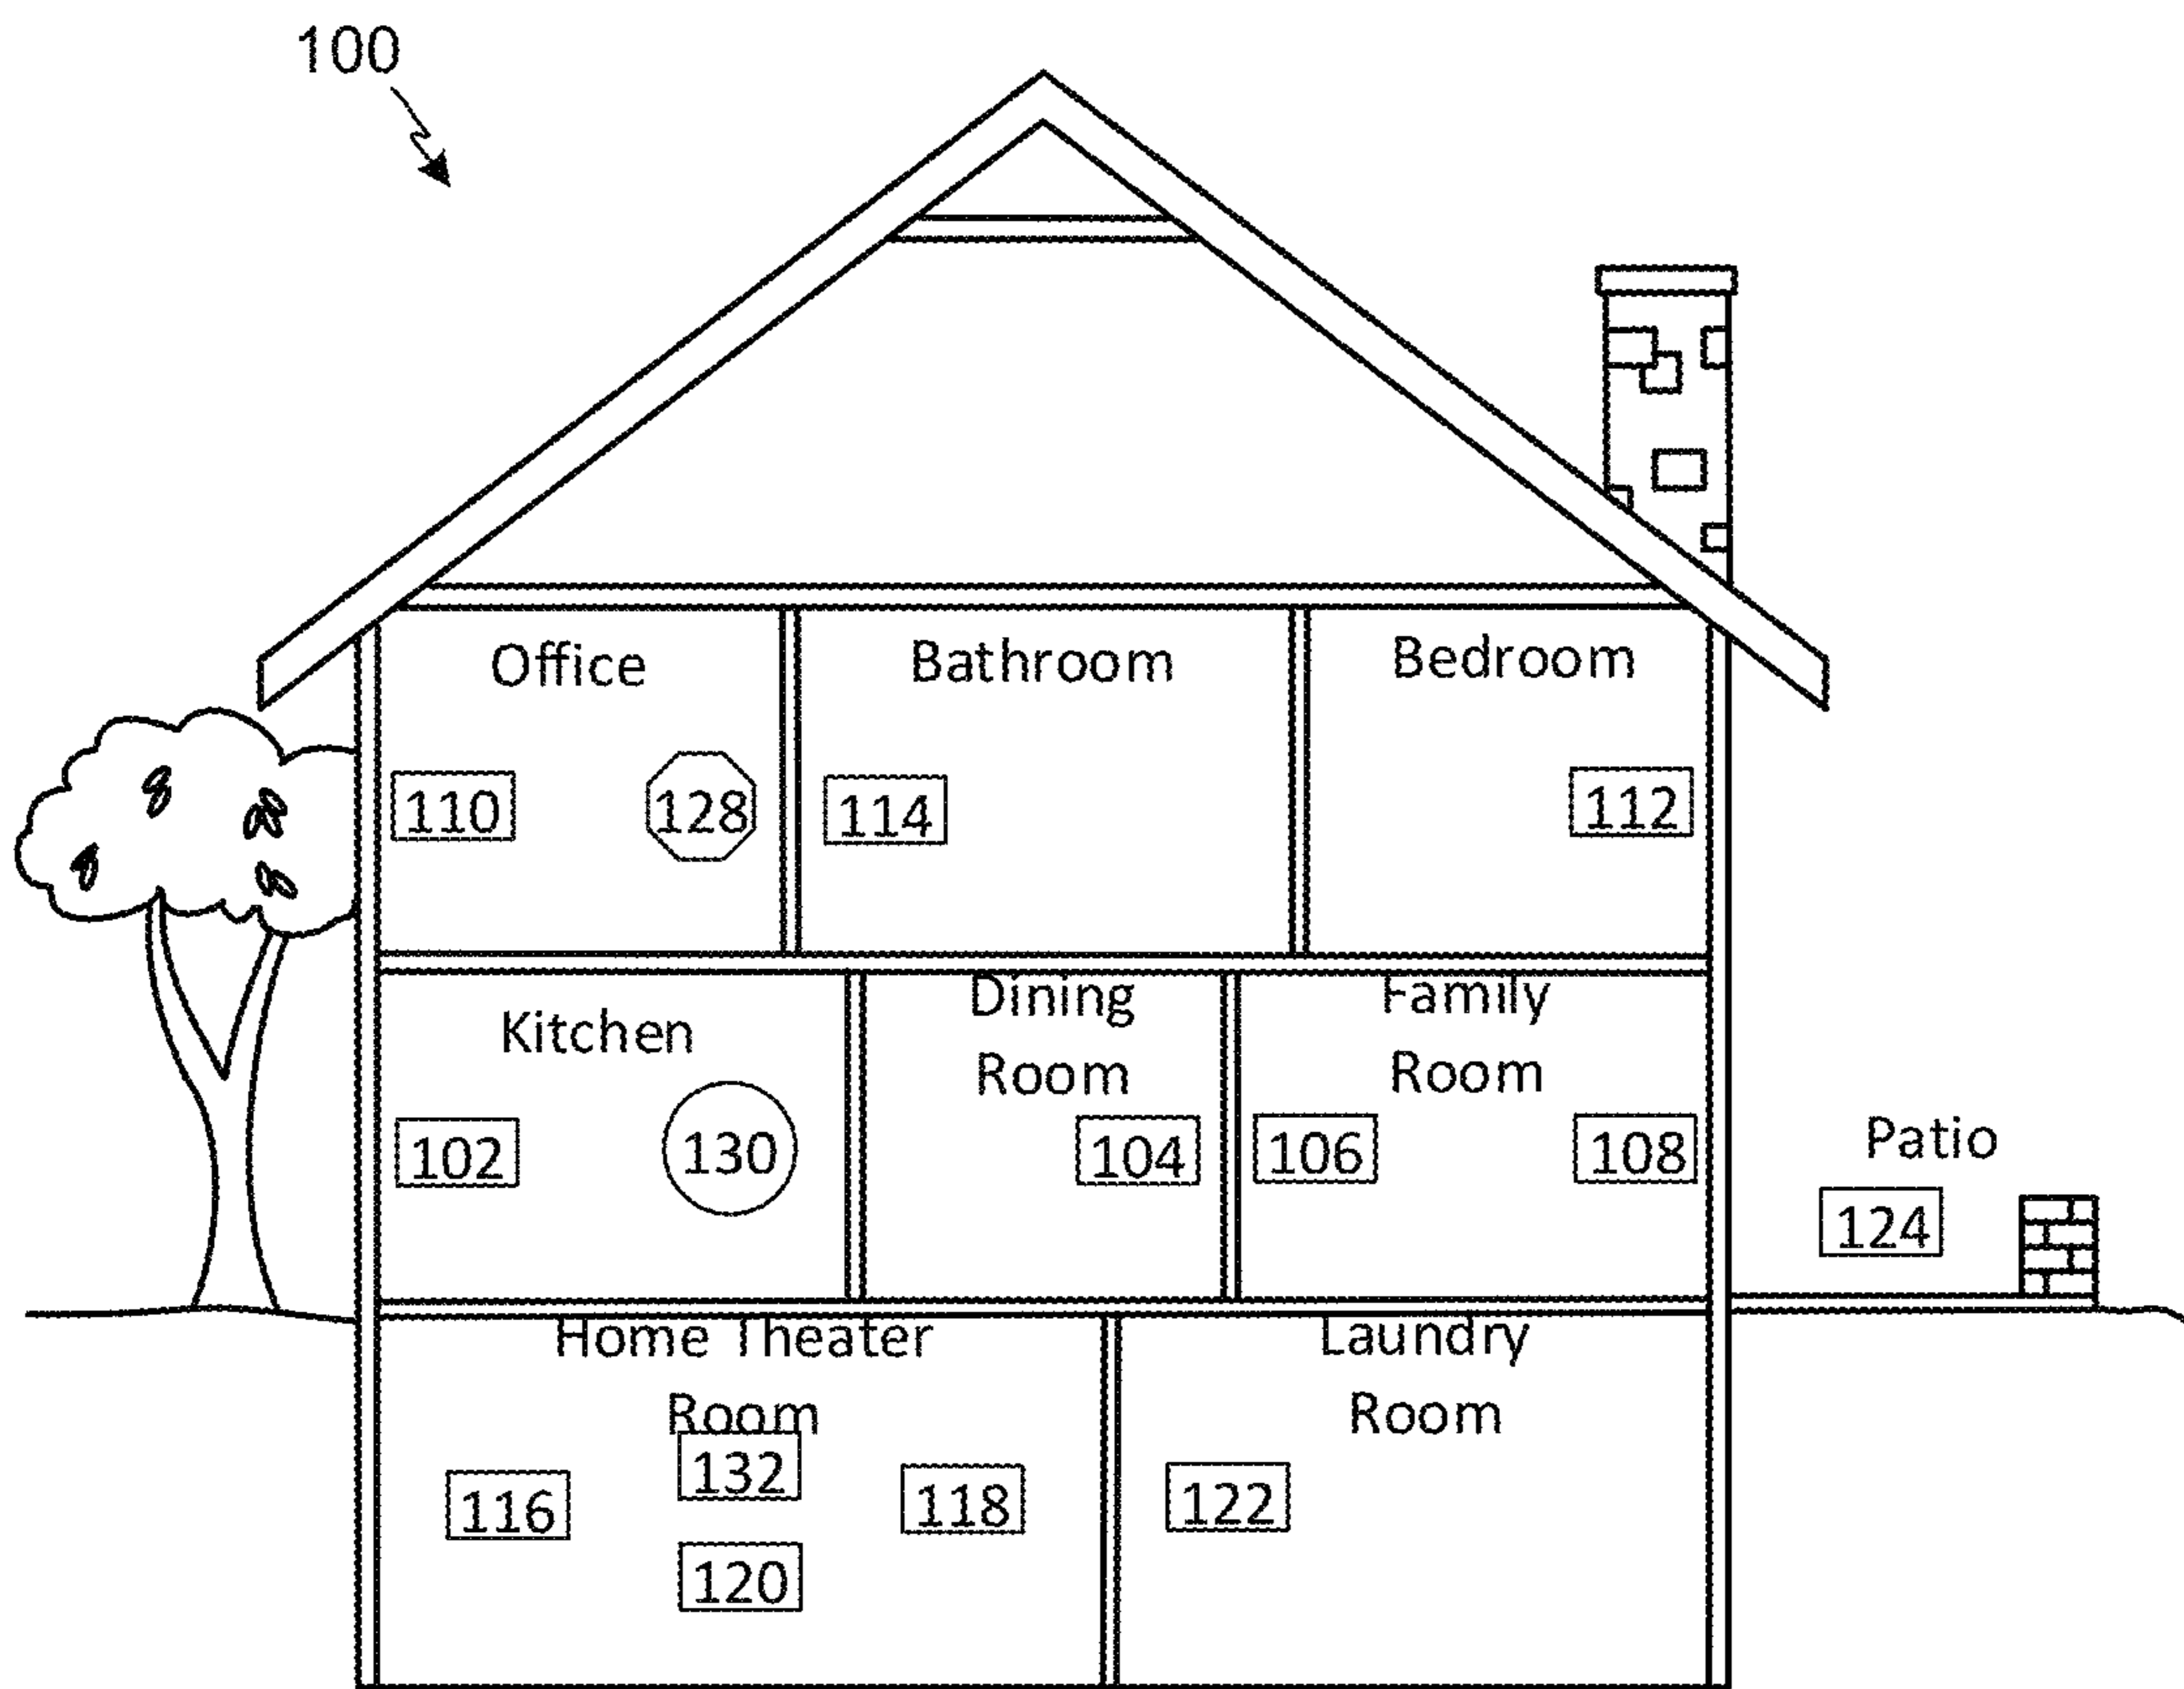 100
Office
Bathroom
Bedroom
110
128
114
112
Kitchen
Dining
Room
Family
Room
102
130
104
106
108
Patio
124
Home Theater
Room
Laundry
Room
132
116
118
122
120